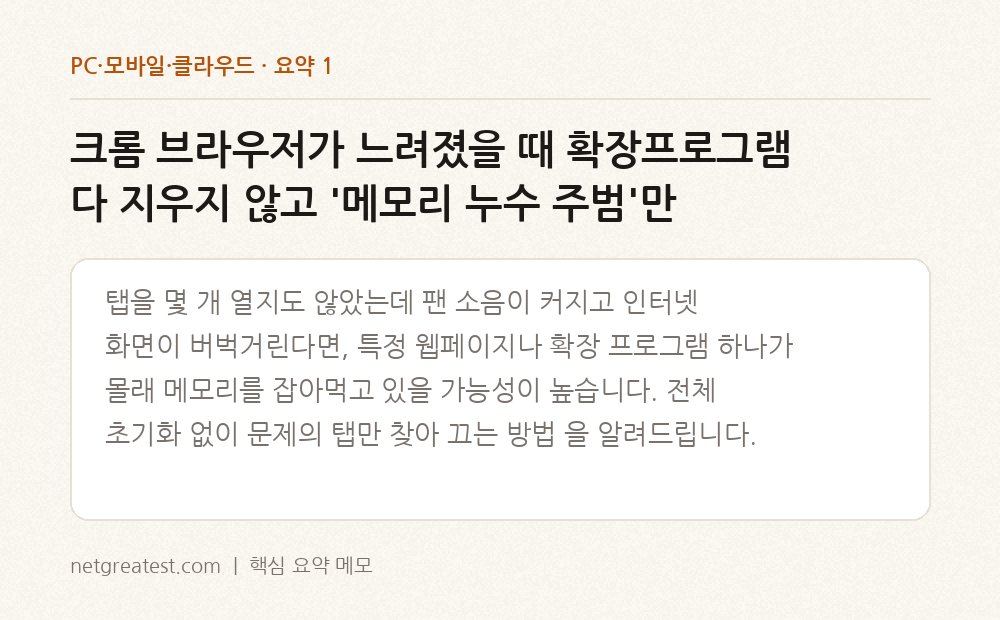 PC·모바일·클라우드 · 요약 1
크롬 브라우저가 느려졌을 때 확장프로그램
다 지우지 않고 '메모리 누수 주범'만
탭을 몇 개 열지도 않았는데 팬 소음이 커지고 인터넷
화면이 버벅거린다면, 특정 웹페이지나 확장 프로그램 하나가
몰래 메모리를 잡아먹고 있을 가능성이 높습니다. 전체
초기화 없이 문제의 탭만 찾아 끄는 방법 을 알려드립니다.
netgreatest.com | 핵심 요약 메모